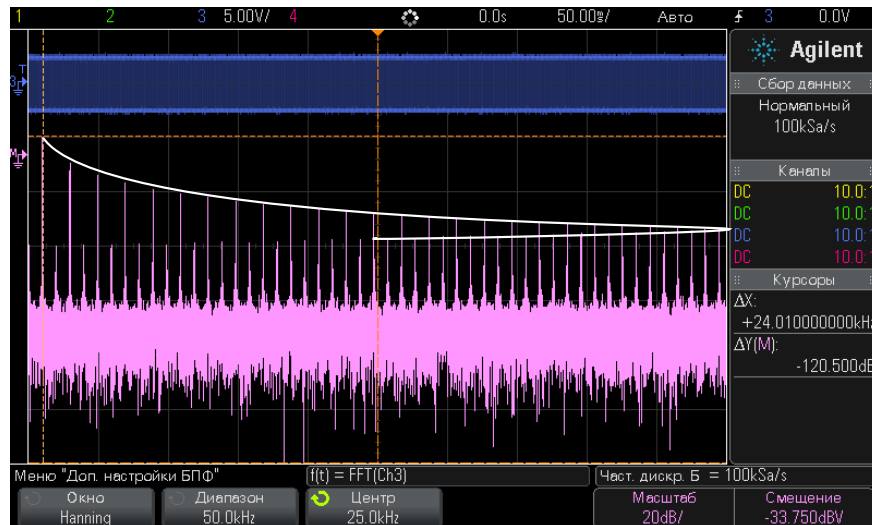 1 2 3 5.00V/ 4 0.0s 50.00ms/ Авто 3 0.0V
Agilent
Сбор данных
Нормальный
100kSa/s
Каналы
DC 10.0:1
DC 10.0:1
DC 10.0:1
DC 10.0:1
Курсоры
ΔX:
+24.010000000kHz
ΔY(M):
-120.500dB
T
3
M
Меню "Доп. настройки БПФ"
f(t) = FFT(Ch3)
Част. дискр. Б = 100kSa/s
Окно
Hanning
Диапазон
50.0kHz
Центр
25.0kHz
Масштаб
20dB/
Смещение
-33.750dBV